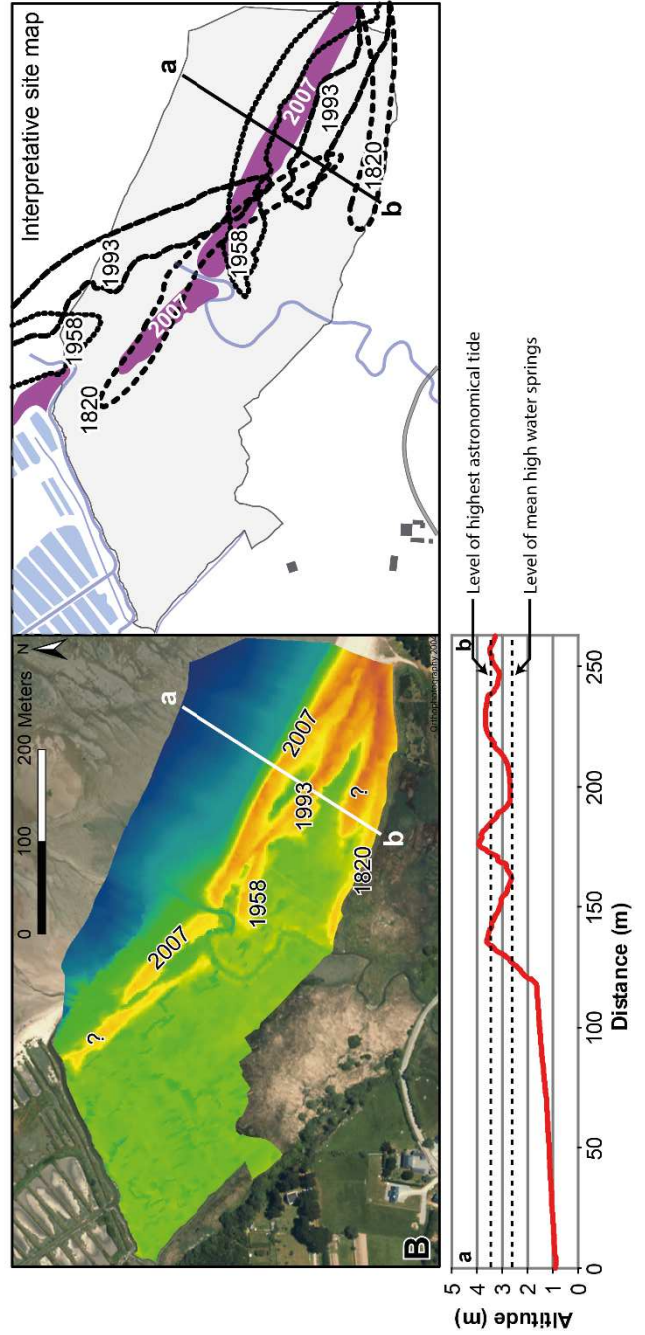 B
0 100 200 Meters
N
a
b
2007
2007
1993
1958
1820
?
?
Interpretative site map
a
b
2007
2007
1993
1993
1958
1958
1820
1820
a
b
Altitude (m)
5
4
3
2
1
0
0 50 100 150 200 250
Distance (m)
Level of highest astronomical tide
Level of mean high water springs